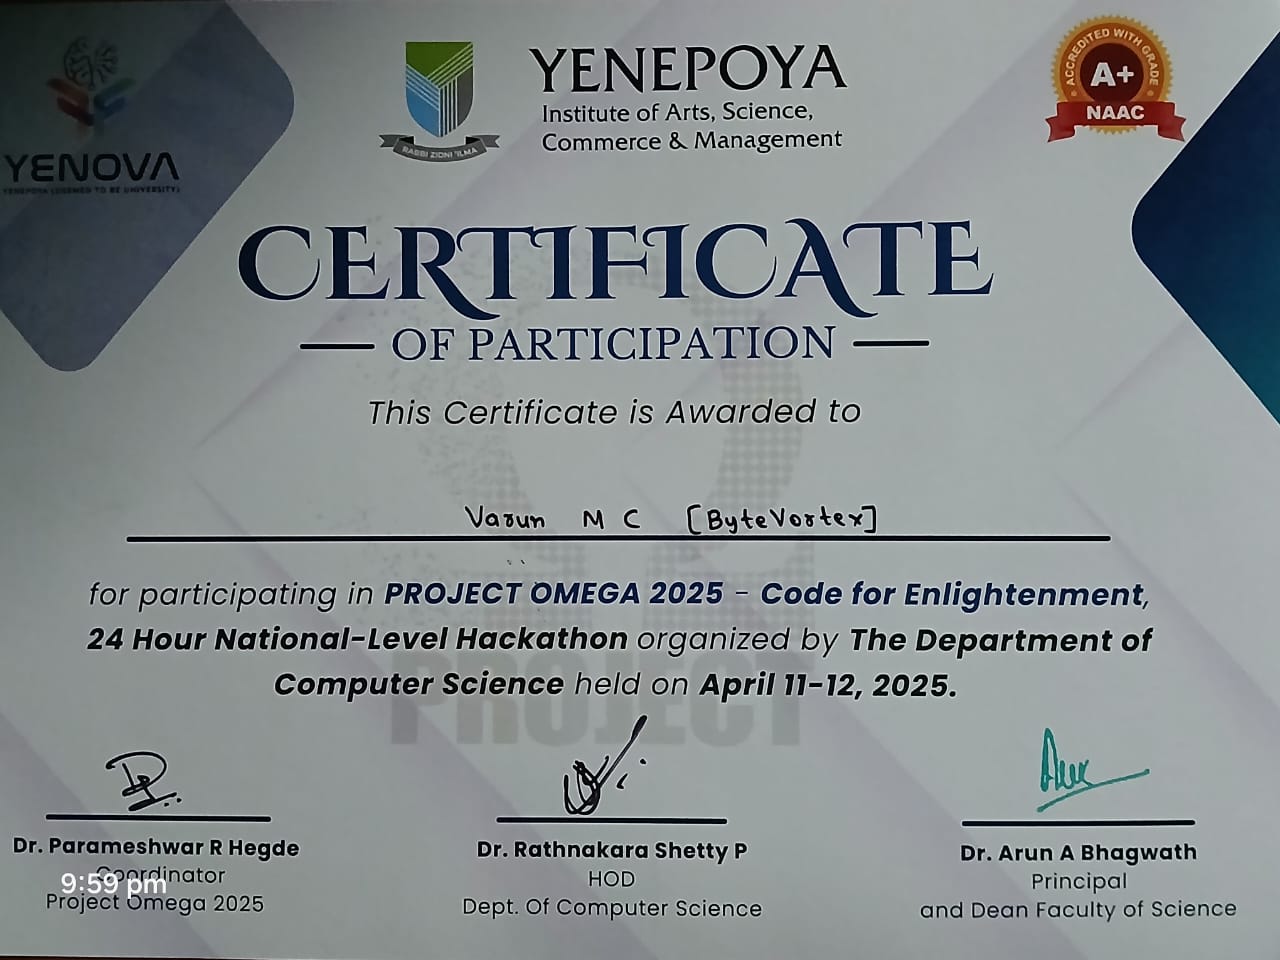 YENOVA
YENEPOYA (DEEMED TO BE UNIVERSITY)
RABBI ZIDNI 'ILMA
YENEPOYA
Institute of Arts, Science,
Commerce & Management
ACCREDITED WITH GRADE
A+
NAAC
CERTIFICATE
OF PARTICIPATION
This Certificate is Awarded to
Varun M C [ByteVortex]
for participating in PROJECT OMEGA 2025 - Code for Enlightenment,
24 Hour National-Level Hackathon organized by The Department of
Computer Science held on April 11-12, 2025.
PROJECT
Dr. Parameshwar R Hegde
Coordinator
9:59 pm
Project Omega 2025
Dr. Rathnakara Shetty P
HOD
Dept. Of Computer Science
Dr. Arun A Bhagwath
Principal
and Dean Faculty of Science